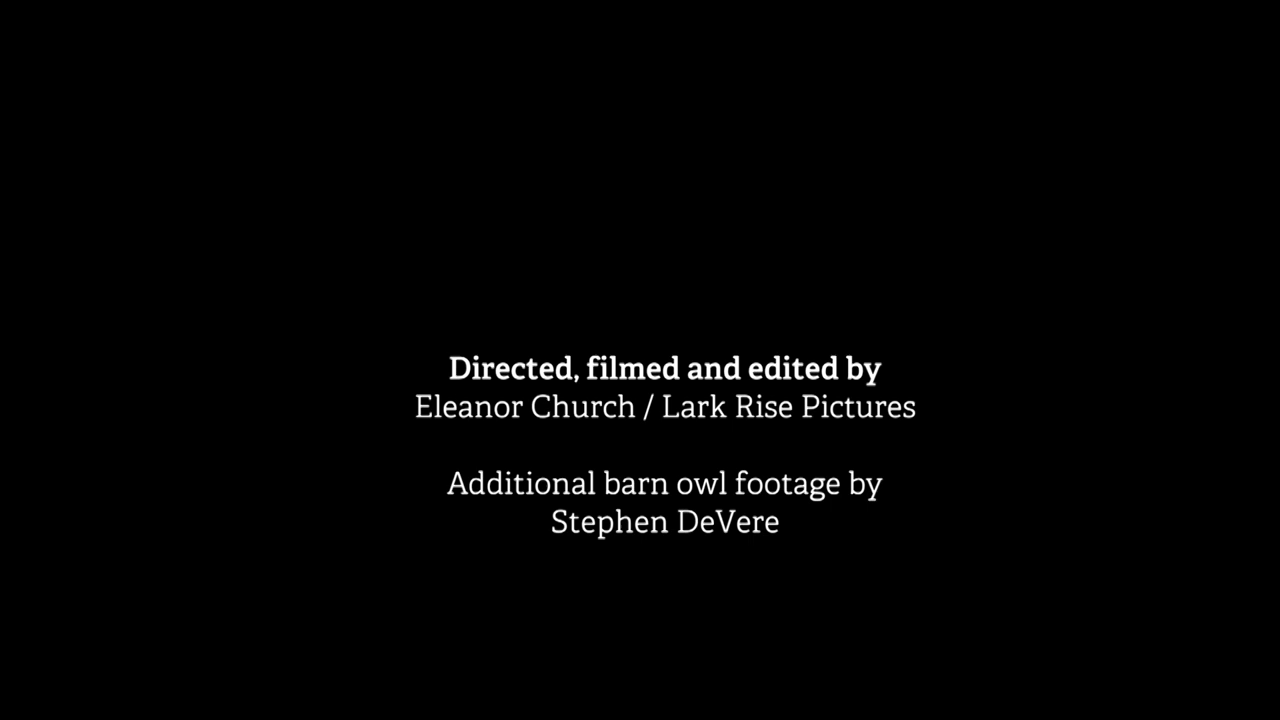 Directed, filmed and edited by
Eleanor Church / Lark Rise Pictures
Additional barn owl footage by
Stephen DeVere